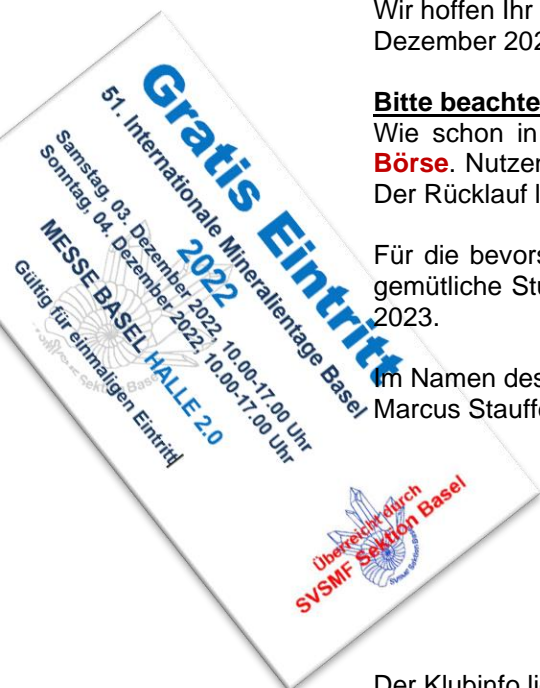 Wir hoffen Ihr
Dezember 202
Bitte beachte
Wie schon in
Börse. Nutzen
Der Rücklauf l
Für die bevors
gemütliche Stu
2023.
Im Namen des
Marcus Stauffe
Gratis Eintritt
51. Internationale Mineralientage Basel
2022
Samstag, 03. Dezember 2022, 10.00-17.00 Uhr
Sonntag, 04. Dezember 2022, 10.00-17.00 Uhr
MESSE BASEL HALLE 2.0
Gültig für einmaligen Eintritt
Überreicht durch
SVSMF Sektion Basel
Der Klubinfo li